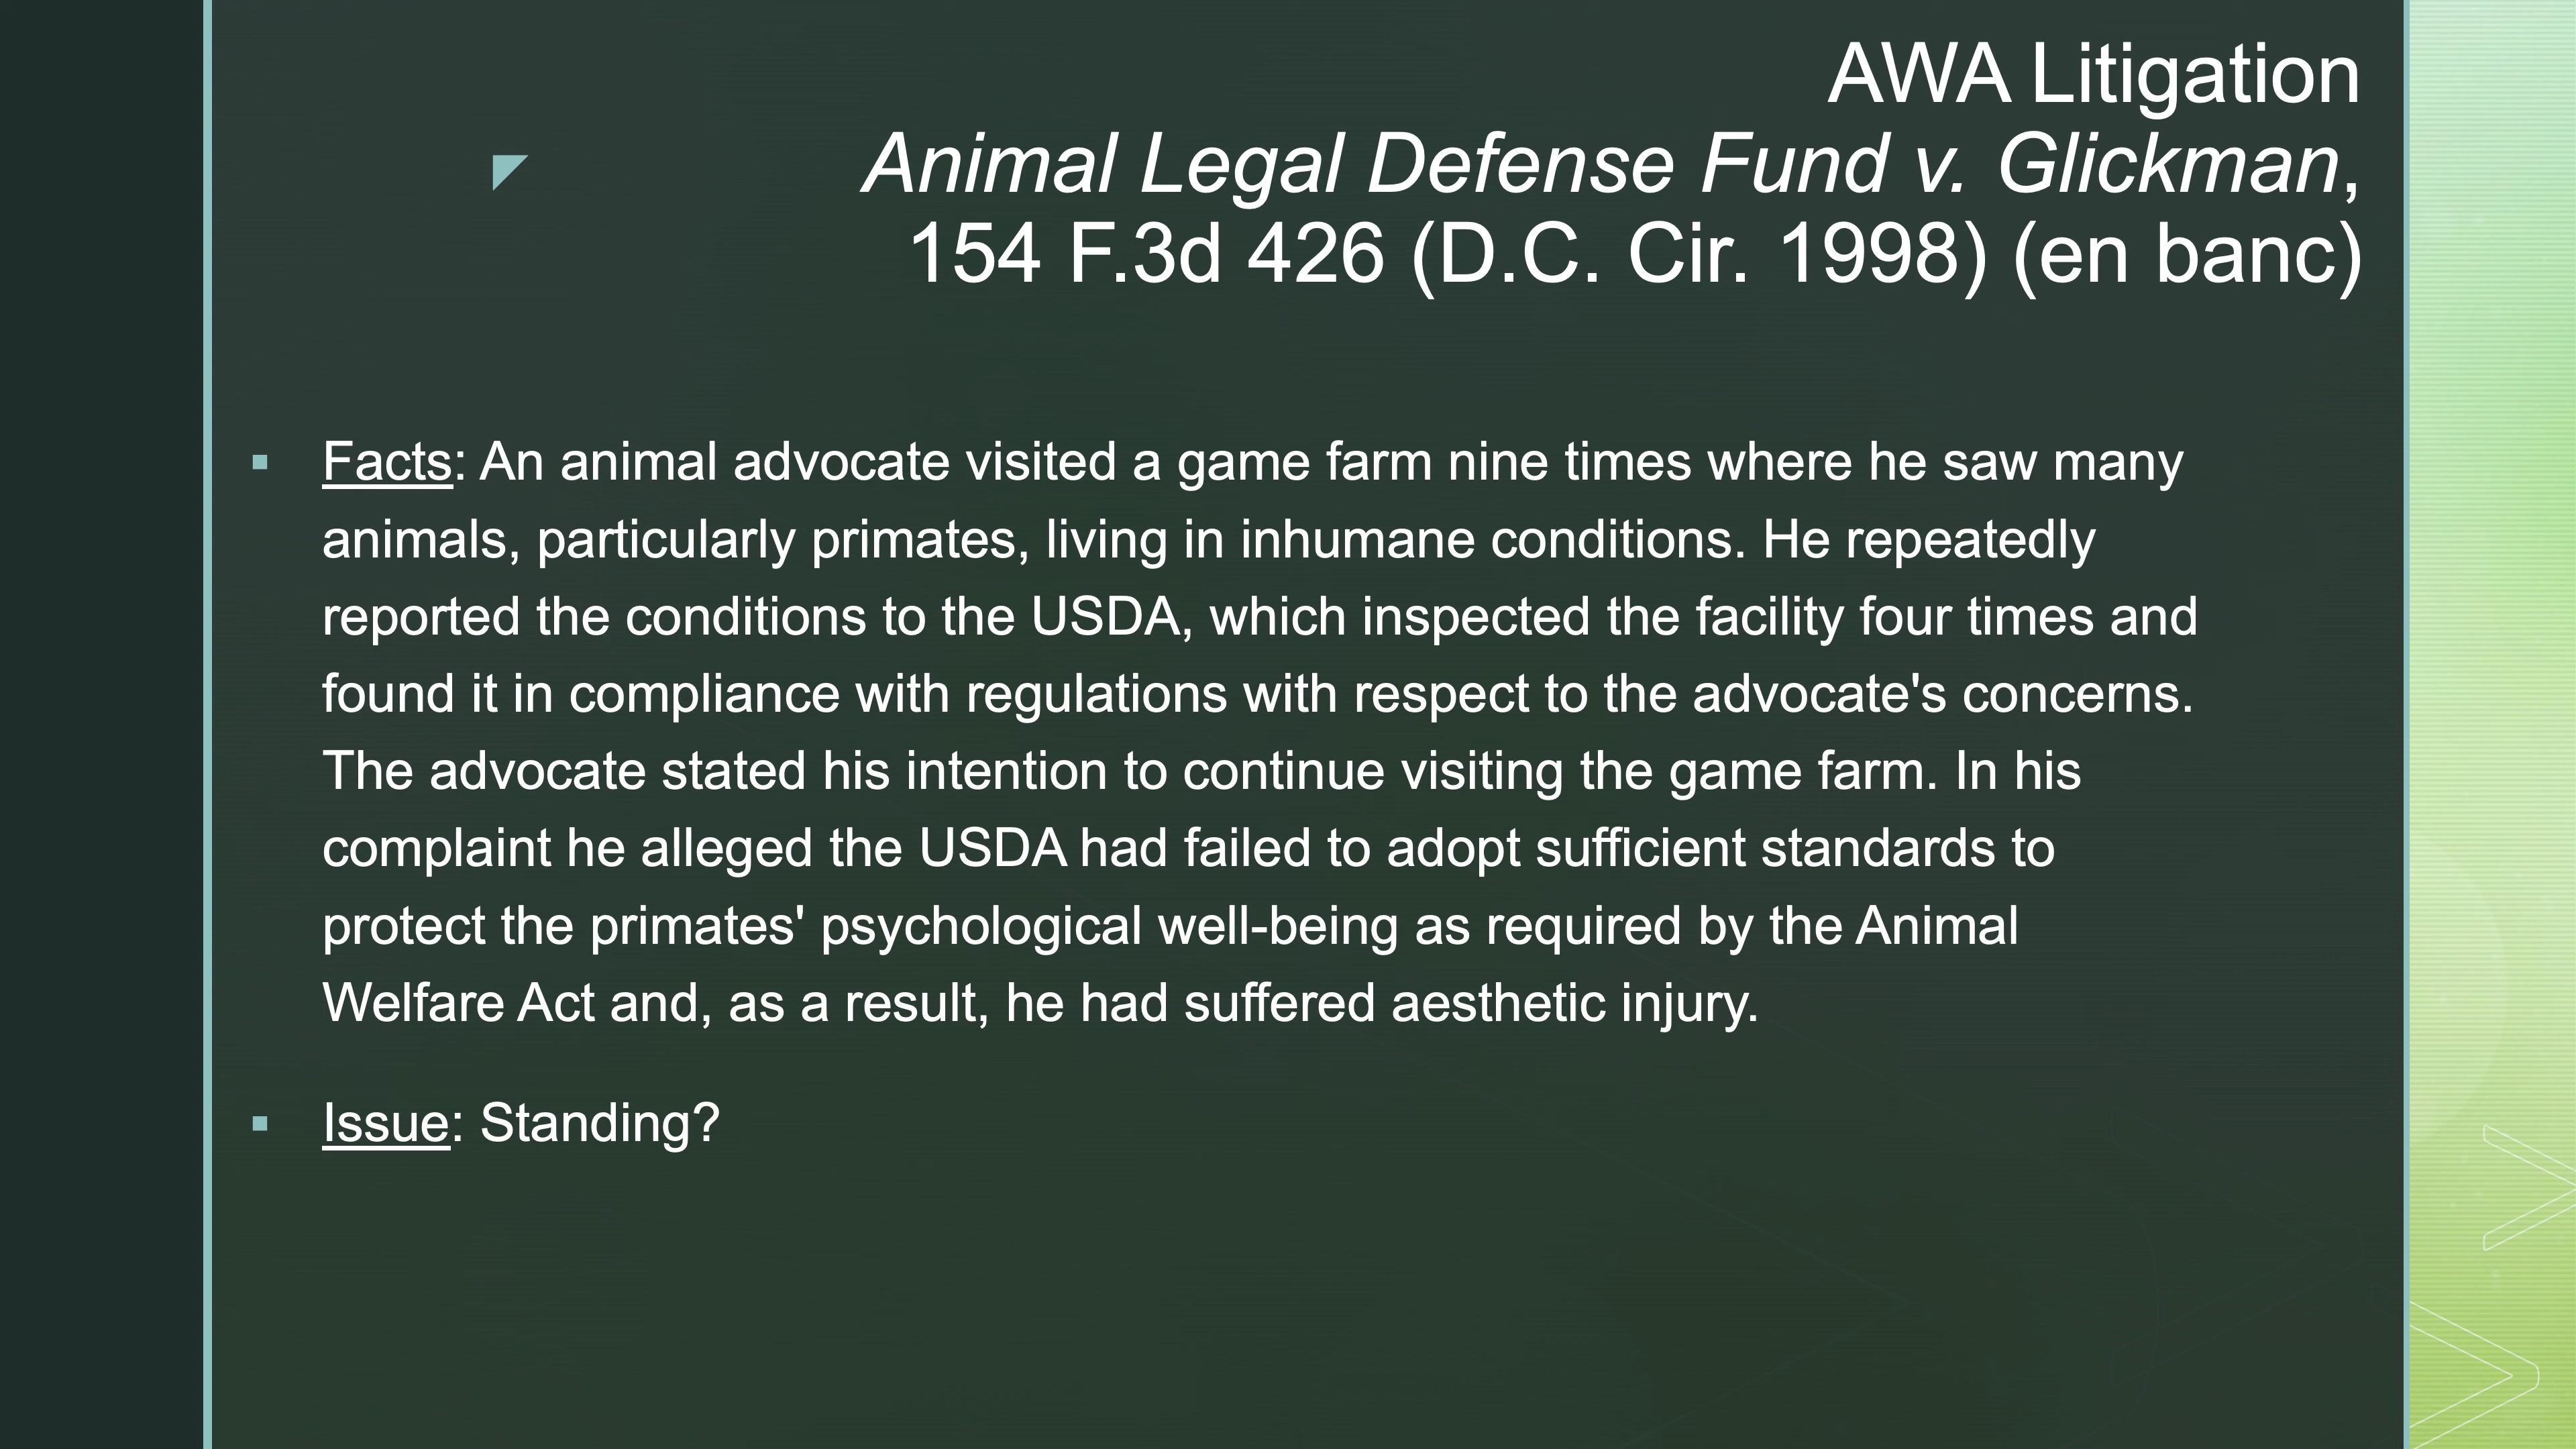 AWA Litigation
Animal Legal Defense Fund v. Glickman,
154 F.3d 426 (D.C. Cir. 1998) (en banc)
▪ Facts: An animal advocate visited a game farm nine times where he saw many
animals, particularly primates, living in inhumane conditions. He repeatedly
reported the conditions to the USDA, which inspected the facility four times and
found it in compliance with regulations with respect to the advocate's concerns.
The advocate stated his intention to continue visiting the game farm. In his
complaint he alleged the USDA had failed to adopt sufficient standards to
protect the primates' psychological well-being as required by the Animal
Welfare Act and, as a result, he had suffered aesthetic injury.
▪ Issue: Standing?